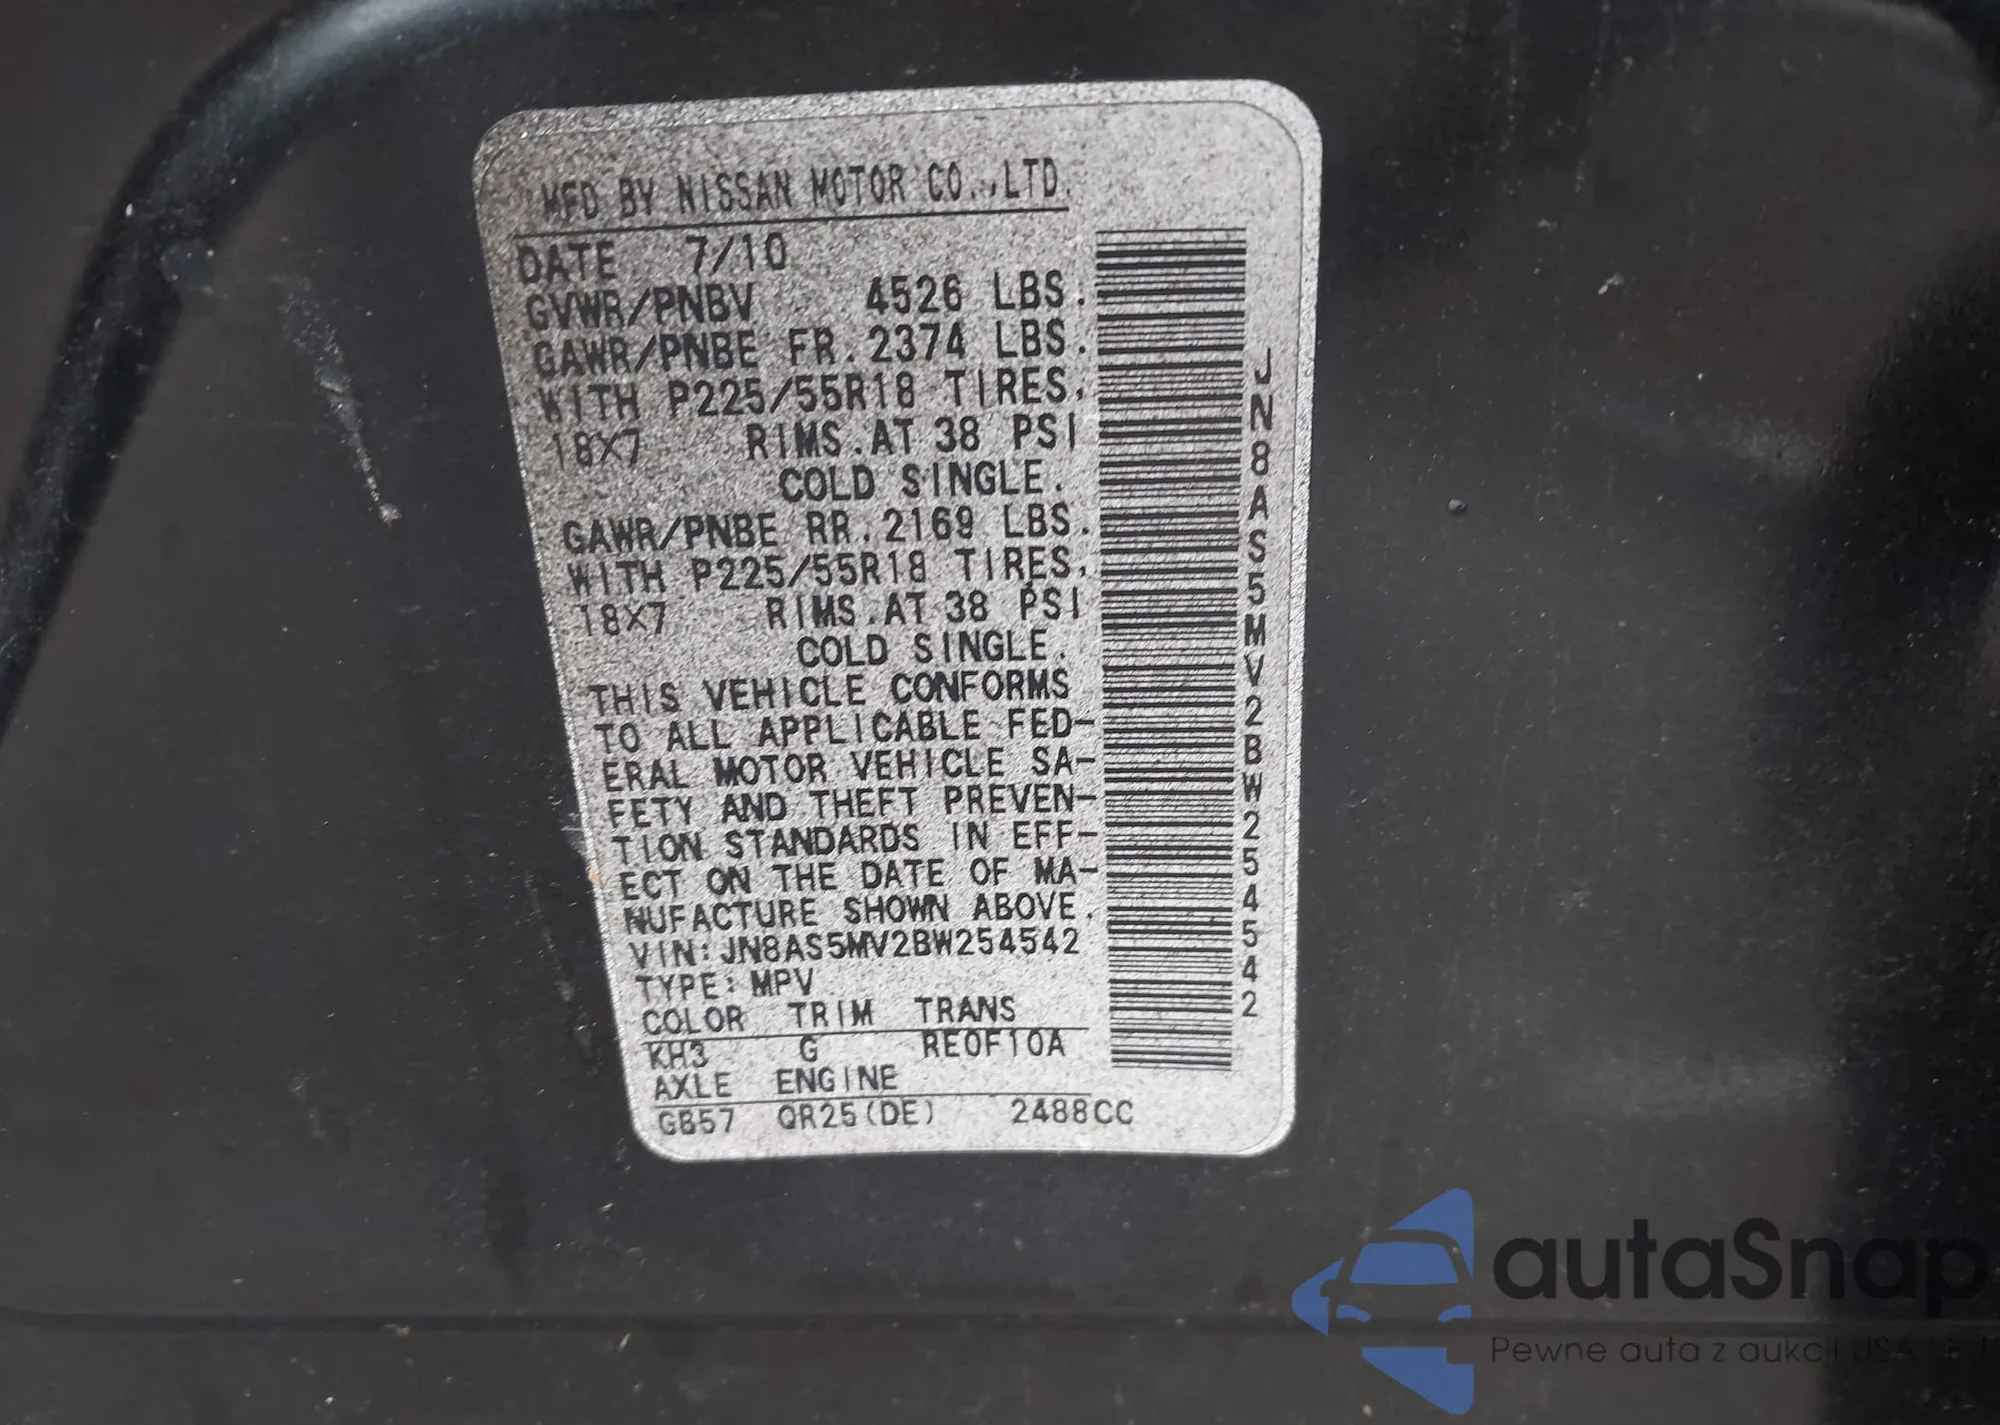 MFD BY NISSAN MOTOR CO.,LTD.
DATE 7/10
GVWR/PNBV 4526 LBS.
GAWR/PNBE FR.2374 LBS.
WITH P225/55R18 TIRES,
18X7 RIMS.AT 38 PSI
COLD SINGLE.
GAWR/PNBE RR.2169 LBS.
WITH P225/55R18 TIRES,
18X7 RIMS.AT 38 PSI
COLD SINGLE.
THIS VEHICLE CONFORMS
TO ALL APPLICABLE FED-
ERAL MOTOR VEHICLE SA-
FETY AND THEFT PREVEN-
TION STANDARDS IN EFF-
ECT ON THE DATE OF MA-
NUFACTURE SHOWN ABOVE.
VIN:JN8AS5MV2BW254542
TYPE:MPV
COLOR TRIM TRANS
KH3 G RE0F10A
AXLE ENGINE
GB57 QR25(DE) 2488CC
JN8AS5MV2BW254542
autaSnap
Pewne auta z aukcji USA